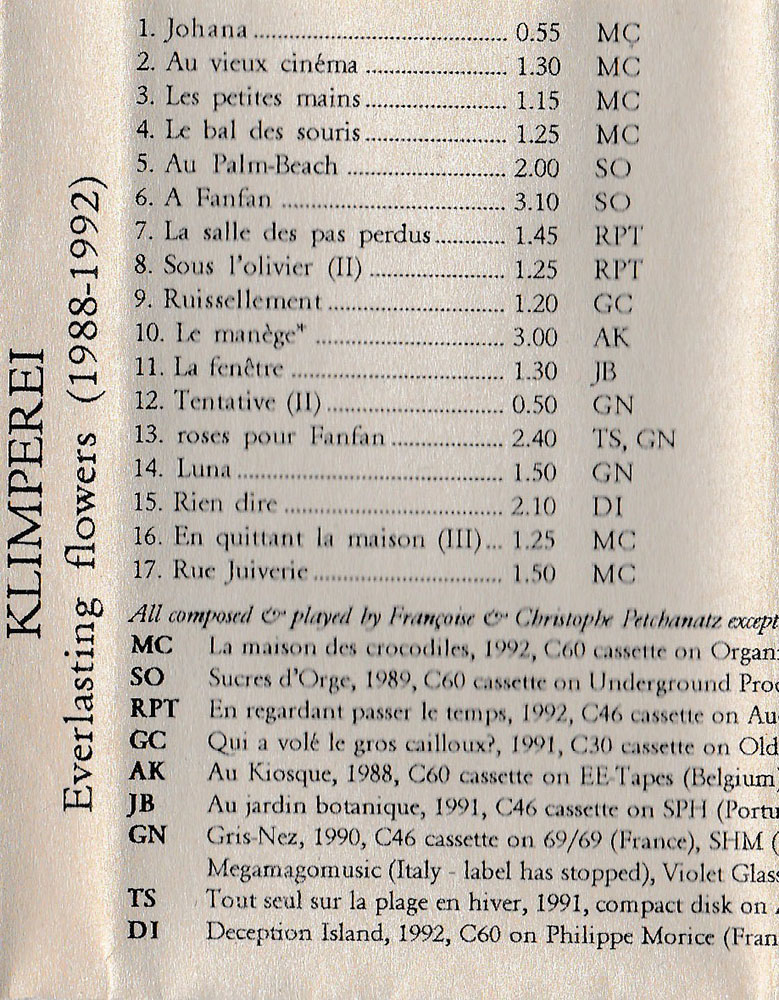 KLIMPEREI
Everlasting flowers (1988-1992)
1. Johana ........ 0.55 MC
2. Au vieux cinéma ........ 1.30 MC
3. Les petites mains ........ 1.15 MC
4. Le bal des souris ........ 1.25 MC
5. Au Palm-Beach ........ 2.00 SO
6. A Fanfan ........ 3.10 SO
7. La salle des pas perdus ........ 1.45 RPT
8. Sous l'olivier (II) ........ 1.25 RPT
9. Ruissellement ........ 1.20 GC
10. Le manège* ........ 3.00 AK
11. La fenêtre ........ 1.30 JB
12. Tentative (II) ........ 0.50 GN
13. roses pour Fanfan ........ 2.40 TS, GN
14. Luna ........ 1.50 GN
15. Rien dire ........ 2.10 DI
16. En quittant la maison (III)... 1.25 MC
17. Rue Juiverie ........ 1.50 MC
All composed & played by Françoise & Christophe Petchanatz except
MC La maison des crocodiles, 1992, C60 cassette on Organi
SO Sucres d'Orge, 1989, C60 cassette on Underground Proc
RPT En regardant passer le temps, 1992, C46 cassette on Au
GC Qui a volé le gros cailloux?, 1991, C30 cassette on Old
AK Au Kiosque, 1988, C60 cassette on EE-Tapes (Belgium)
JB Au jardin botanique, 1991, C46 cassette on SPH (Portu
GN Gris-Nez, 1990, C46 cassette on 69/69 (France), SHM (
Megamagomusic (Italy - label has stopped), Violet Glass
TS Tout seul sur la plage en hiver, 1991, compact disk on
DI Deception Island, 1992, C60 on Philippe Morice (Fran